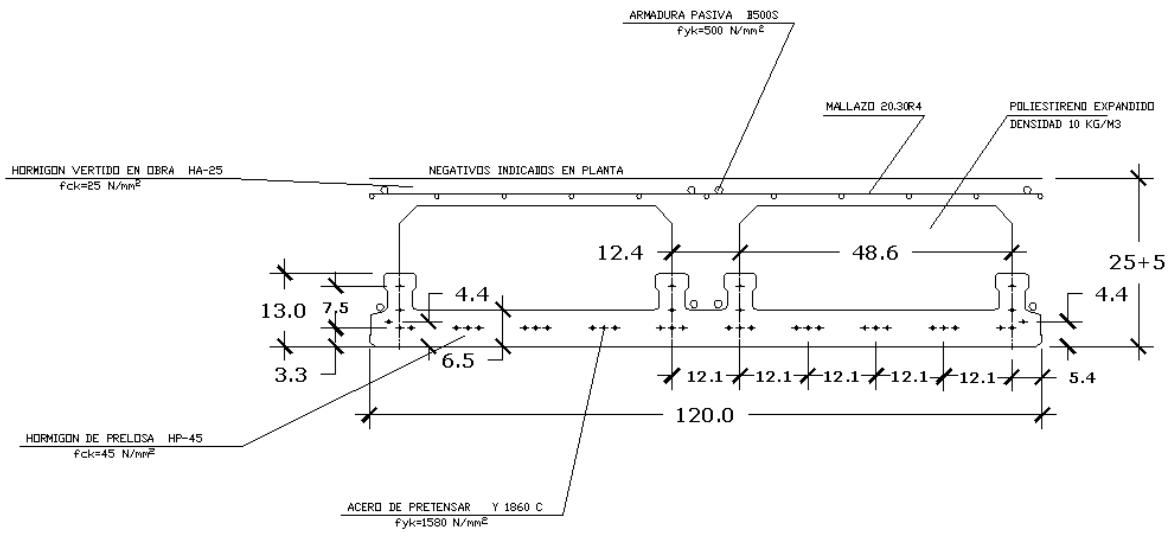 ARMADURA PASIVA B500S
fyk=500 N/mm²
MALLAZO 20.30R4
POLIESTIRENO EXPANDIDO
DENSIDAD 10 KG/M3
HORMIGON VERTIDO EN OBRA HA-25
fck=25 N/mm²
NEGATIVOS INDICADOS EN PLANTA
12.4
48.6
25+5
13.0
7.5
4.4
4.4
3.3
6.5
12.1
12.1
12.1
12.1
12.1
5.4
120.0
HORMIGON DE PRELOSA HP-45
fck=45 N/mm²
ACERO DE PRETENSAR Y 1860 C
fyk=1580 N/mm²